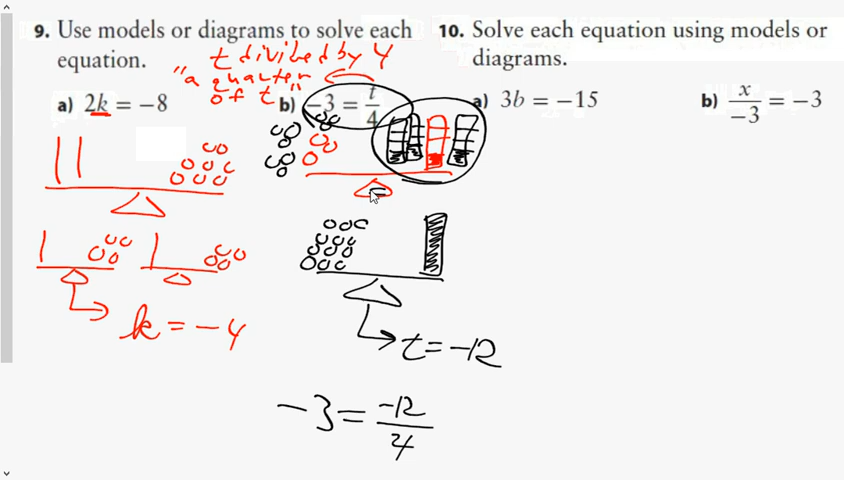 9. Use models or diagrams to solve each
equation.
t divided by 4
"a quarter
of t"
a) 2k = −8
b) −3 = t/4
k = −4
t = −12
−3 = −12/4
10. Solve each equation using models or
diagrams.
a) 3b = −15
b) x/−3 = −3